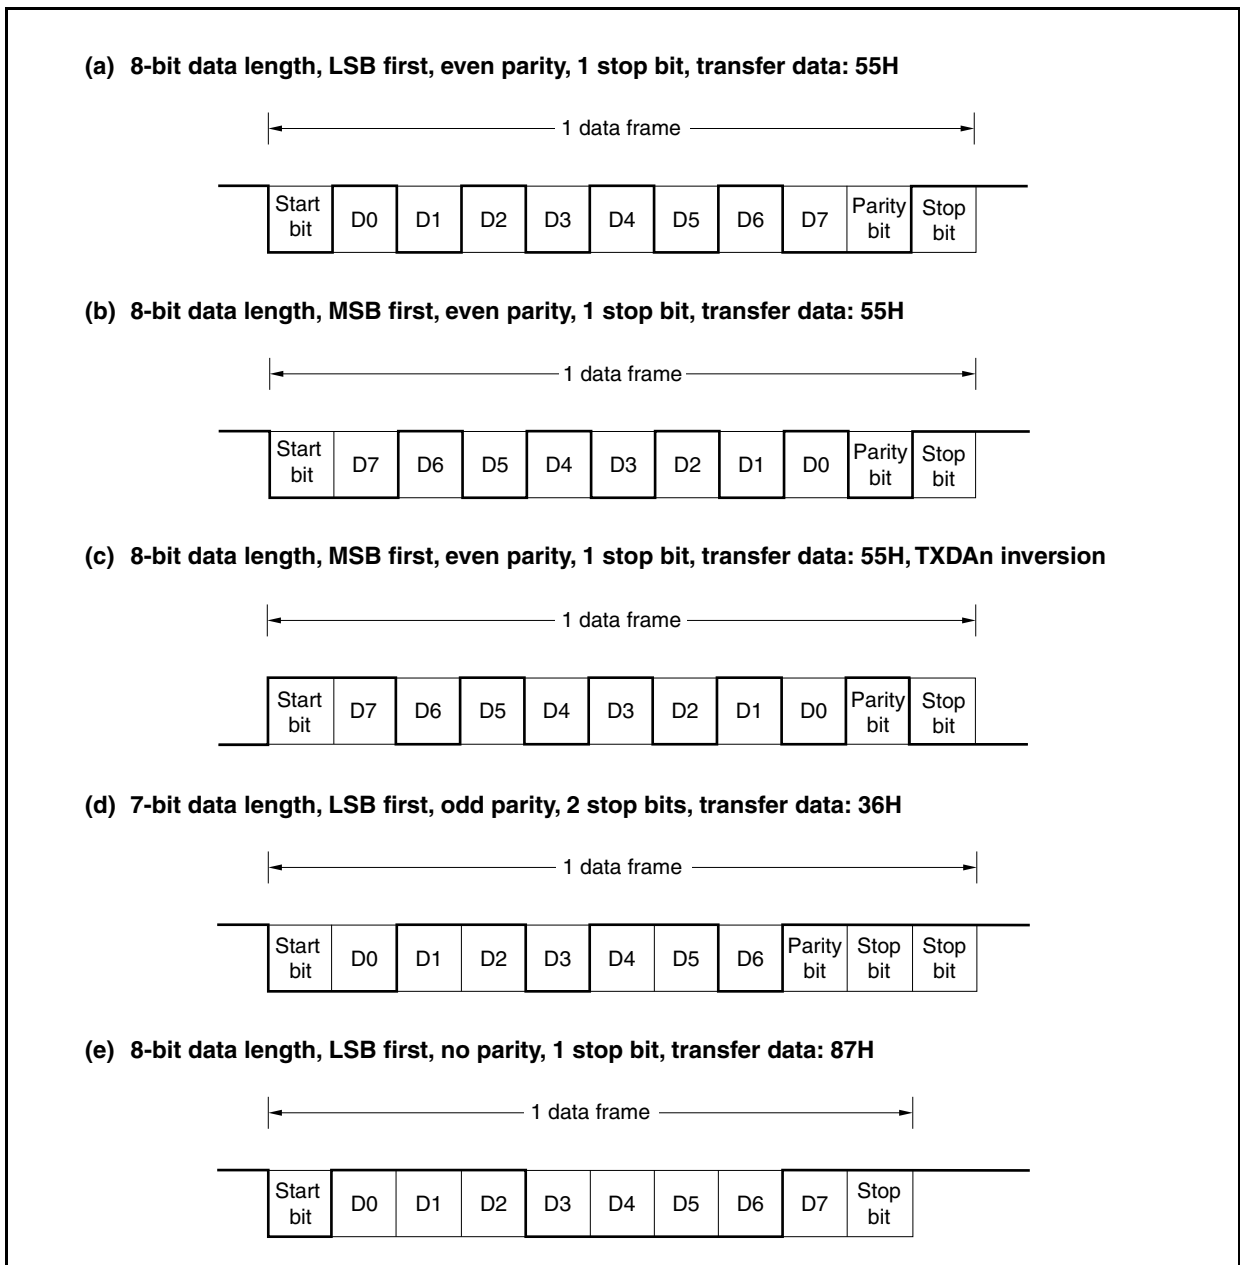 (a) 8-bit data length, LSB first, even parity, 1 stop bit, transfer data: 55H
1 data frame
Start bit D0 D1 D2 D3 D4 D5 D6 D7 Parity bit Stop bit
(b) 8-bit data length, MSB first, even parity, 1 stop bit, transfer data: 55H
1 data frame
Start bit D7 D6 D5 D4 D3 D2 D1 D0 Parity bit Stop bit
(c) 8-bit data length, MSB first, even parity, 1 stop bit, transfer data: 55H, TXDAn inversion
1 data frame
Start bit D7 D6 D5 D4 D3 D2 D1 D0 Parity bit Stop bit
(d) 7-bit data length, LSB first, odd parity, 2 stop bits, transfer data: 36H
1 data frame
Start bit D0 D1 D2 D3 D4 D5 D6 Parity bit Stop bit Stop bit
(e) 8-bit data length, LSB first, no parity, 1 stop bit, transfer data: 87H
1 data frame
Start bit D0 D1 D2 D3 D4 D5 D6 D7 Stop bit